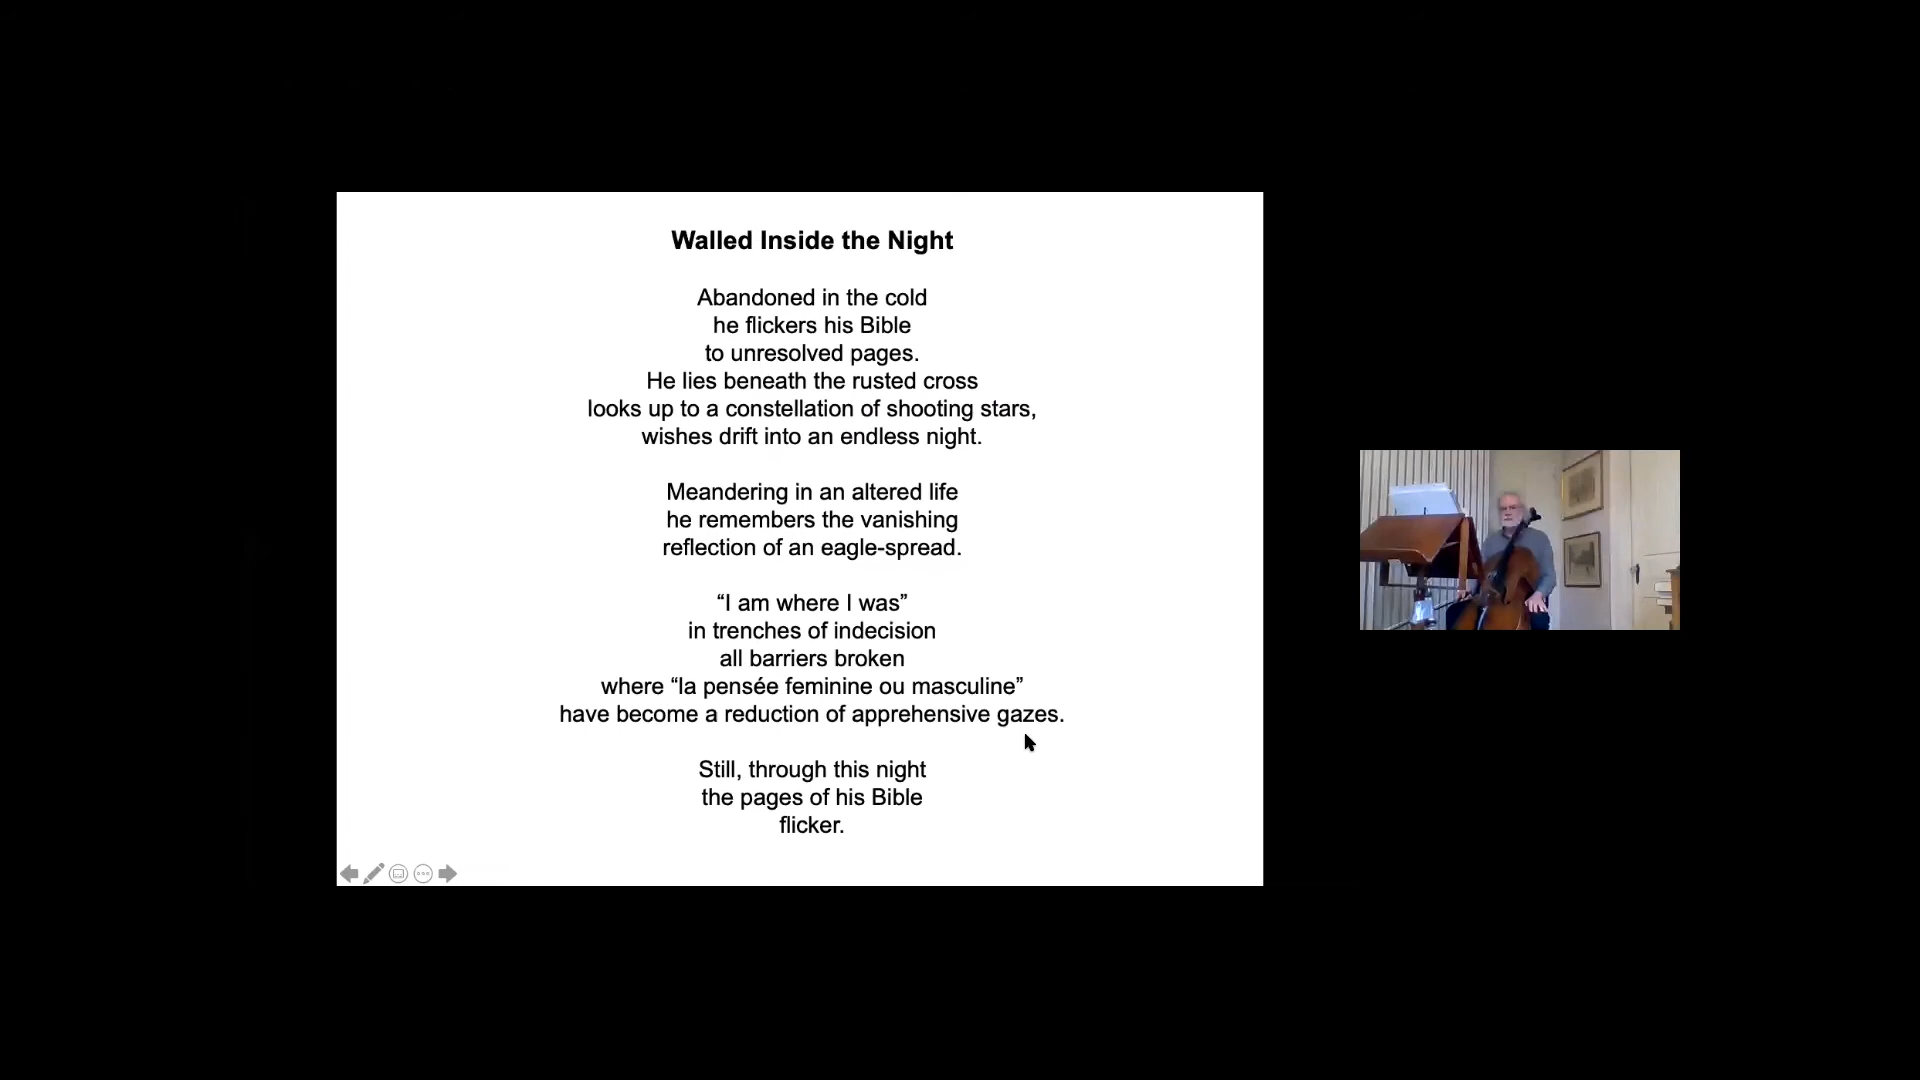 Walled Inside the Night
Abandoned in the cold
he flickers his Bible
to unresolved pages.
He lies beneath the rusted cross
looks up to a constellation of shooting stars,
wishes drift into an endless night.
Meandering in an altered life
he remembers the vanishing
reflection of an eagle-spread.
“I am where I was”
in trenches of indecision
all barriers broken
where “la pensée feminine ou masculine”
have become a reduction of apprehensive gazes.
Still, through this night
the pages of his Bible
flicker.